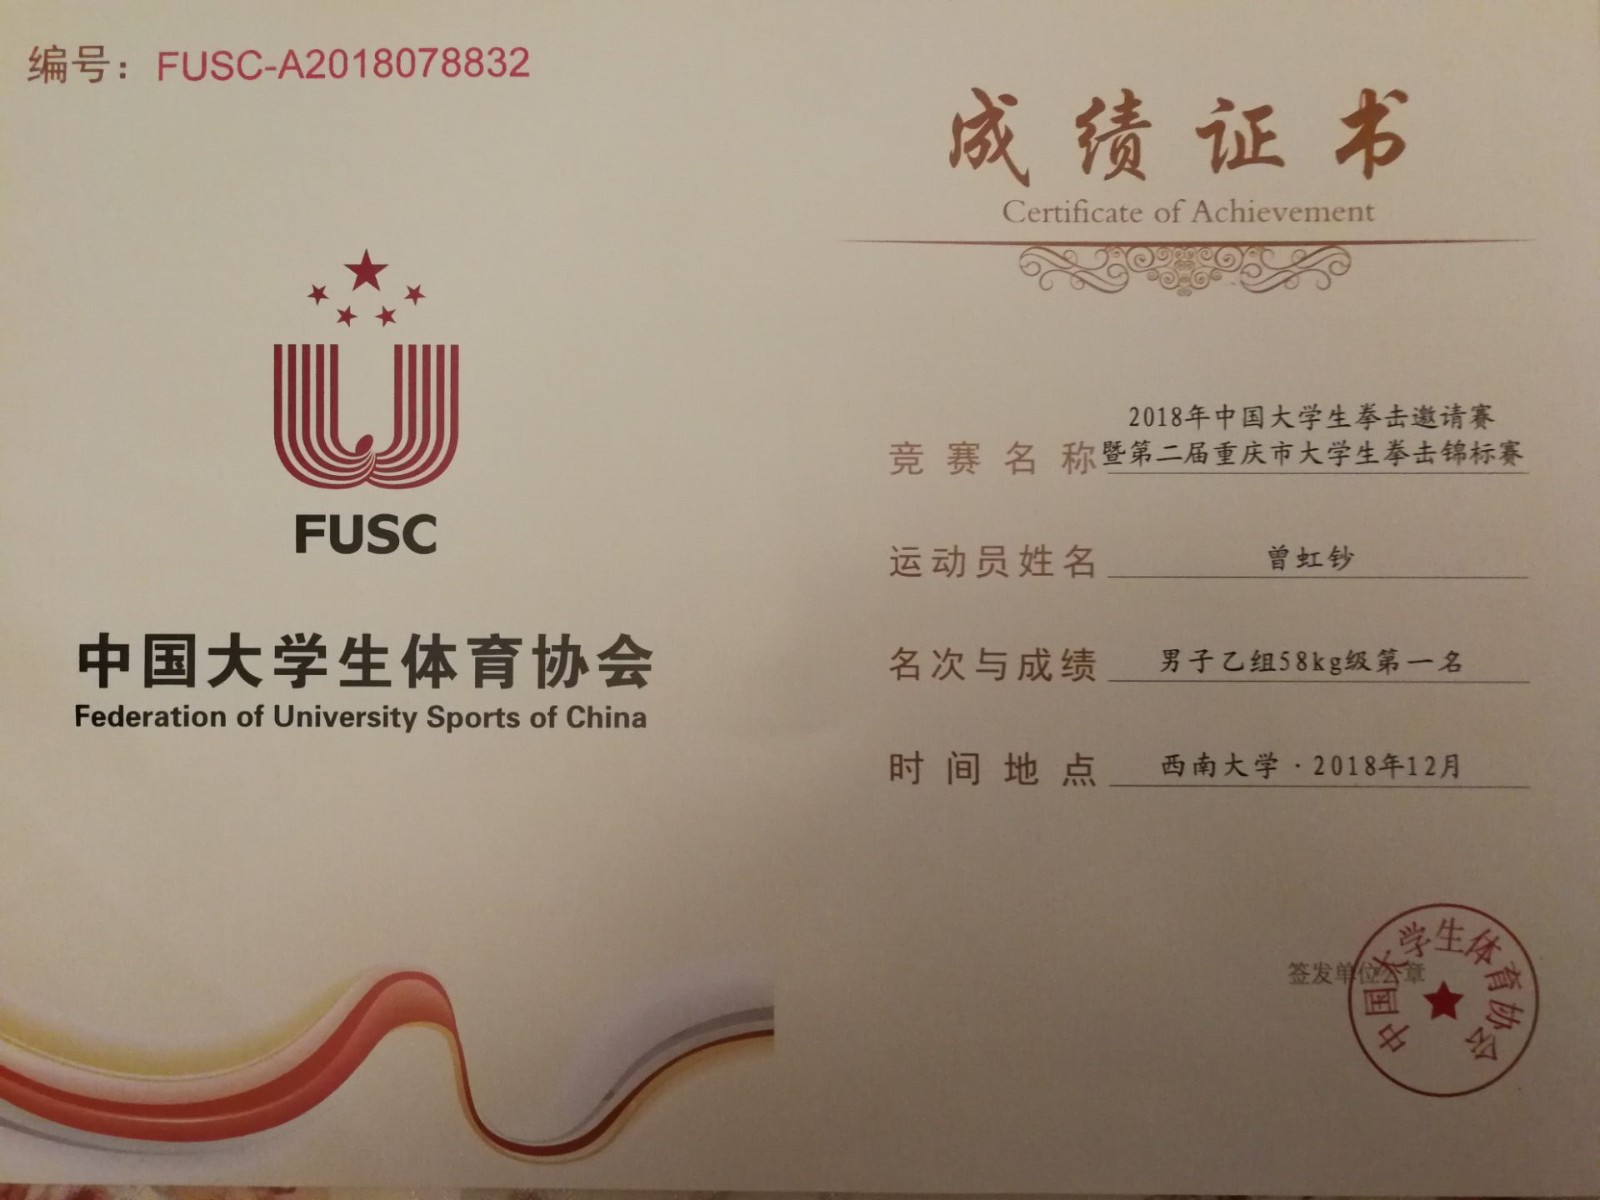 编号：FUSC-A2018078832
FUSC
中国大学生体育协会
Federation of University Sports of China
成绩证书
Certificate of Achievement
2018年中国大学生拳击邀请赛
竞赛名称 暨第二届重庆市大学生拳击锦标赛
运动员姓名 曾虹钞
名次与成绩 男子乙组58kg级第一名
时间地点 西南大学·2018年12月
签发单位公章
中国大学生体育协会